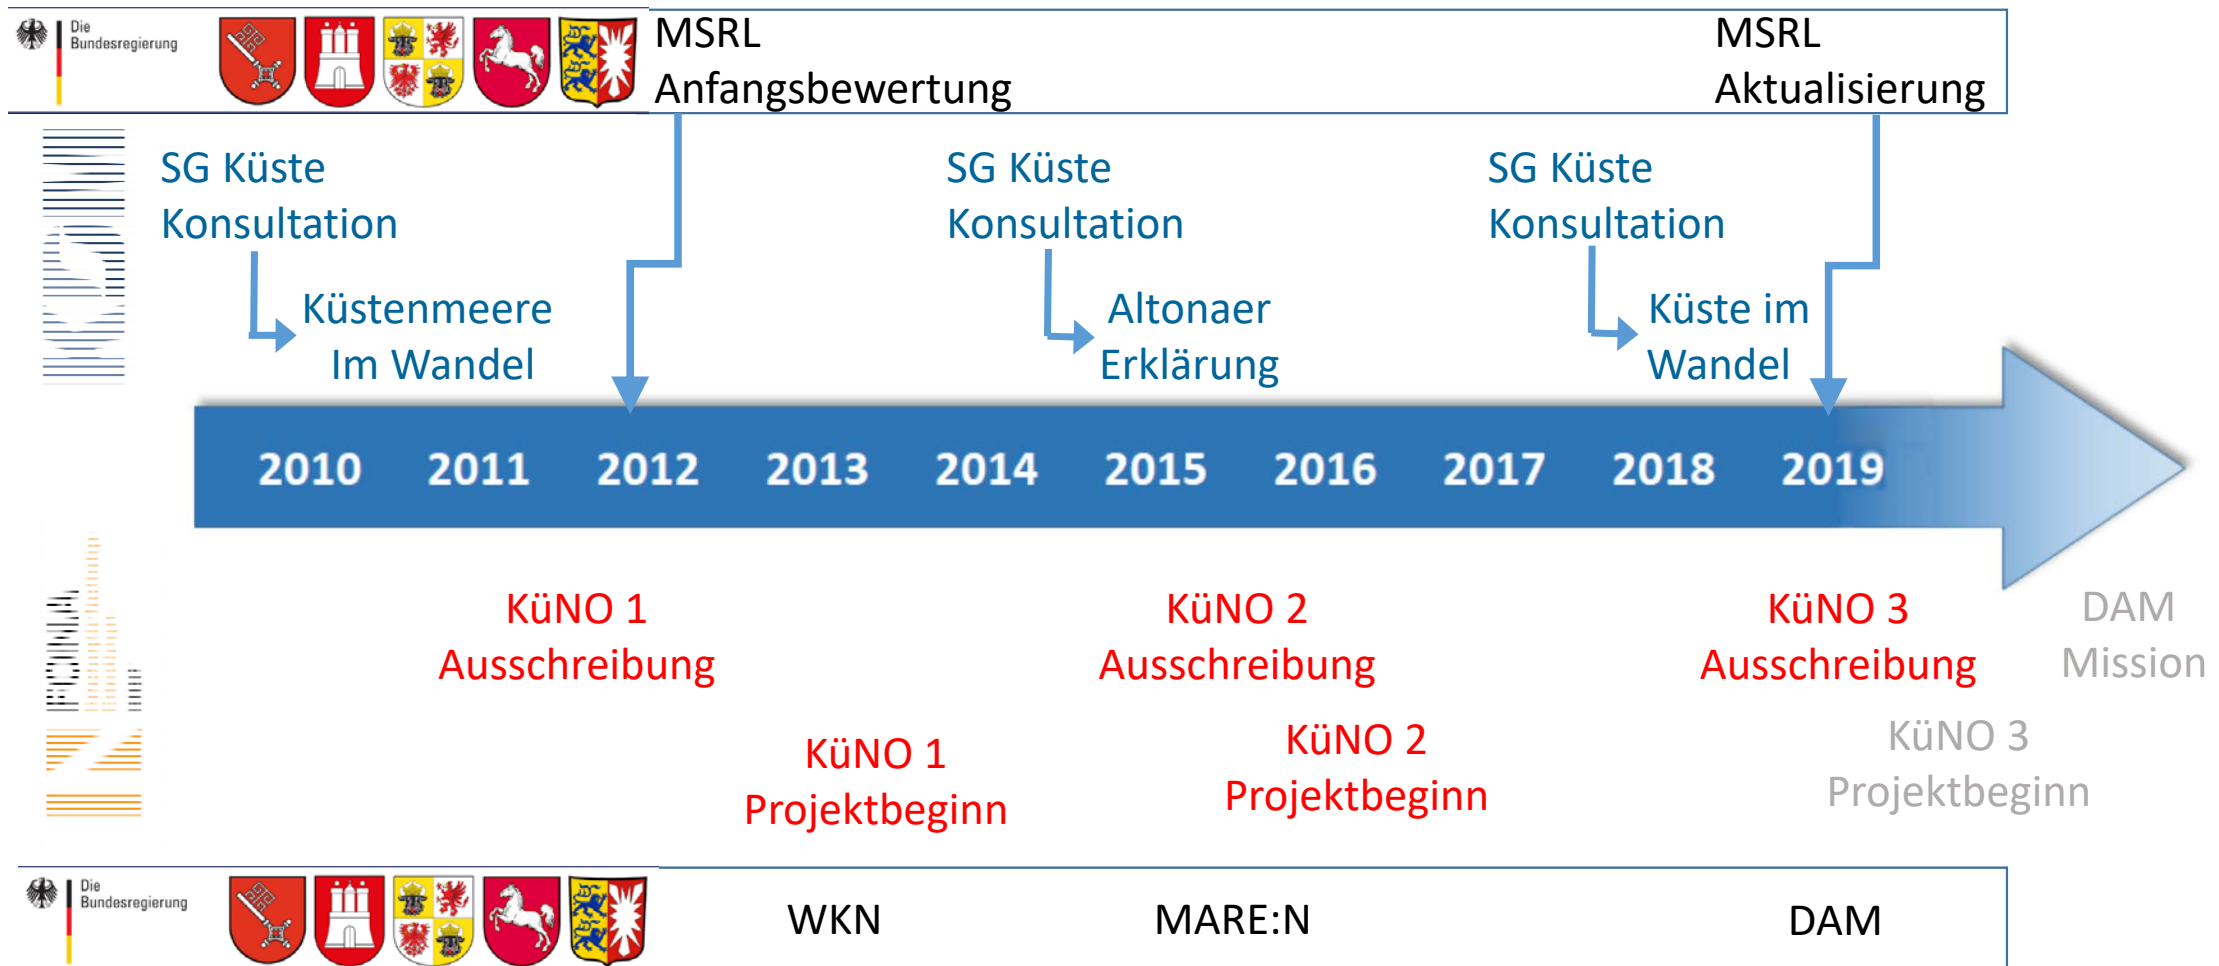 Die
Bundesregierung
MSRL
Anfangsbewertung
MSRL
Aktualisierung
KDM
SG Küste
Konsultation
Küstenmeere
Im Wandel
SG Küste
Konsultation
Altonaer
Erklärung
SG Küste
Konsultation
Küste im
Wandel
2010 2011 2012 2013 2014 2015 2016 2017 2018 2019
FONA
KüNO 1
Ausschreibung
KüNO 2
Ausschreibung
KüNO 3
Ausschreibung
DAM
Mission
KüNO 1
Projektbeginn
KüNO 2
Projektbeginn
KüNO 3
Projektbeginn
Die
Bundesregierung
WKN
MARE:N
DAM